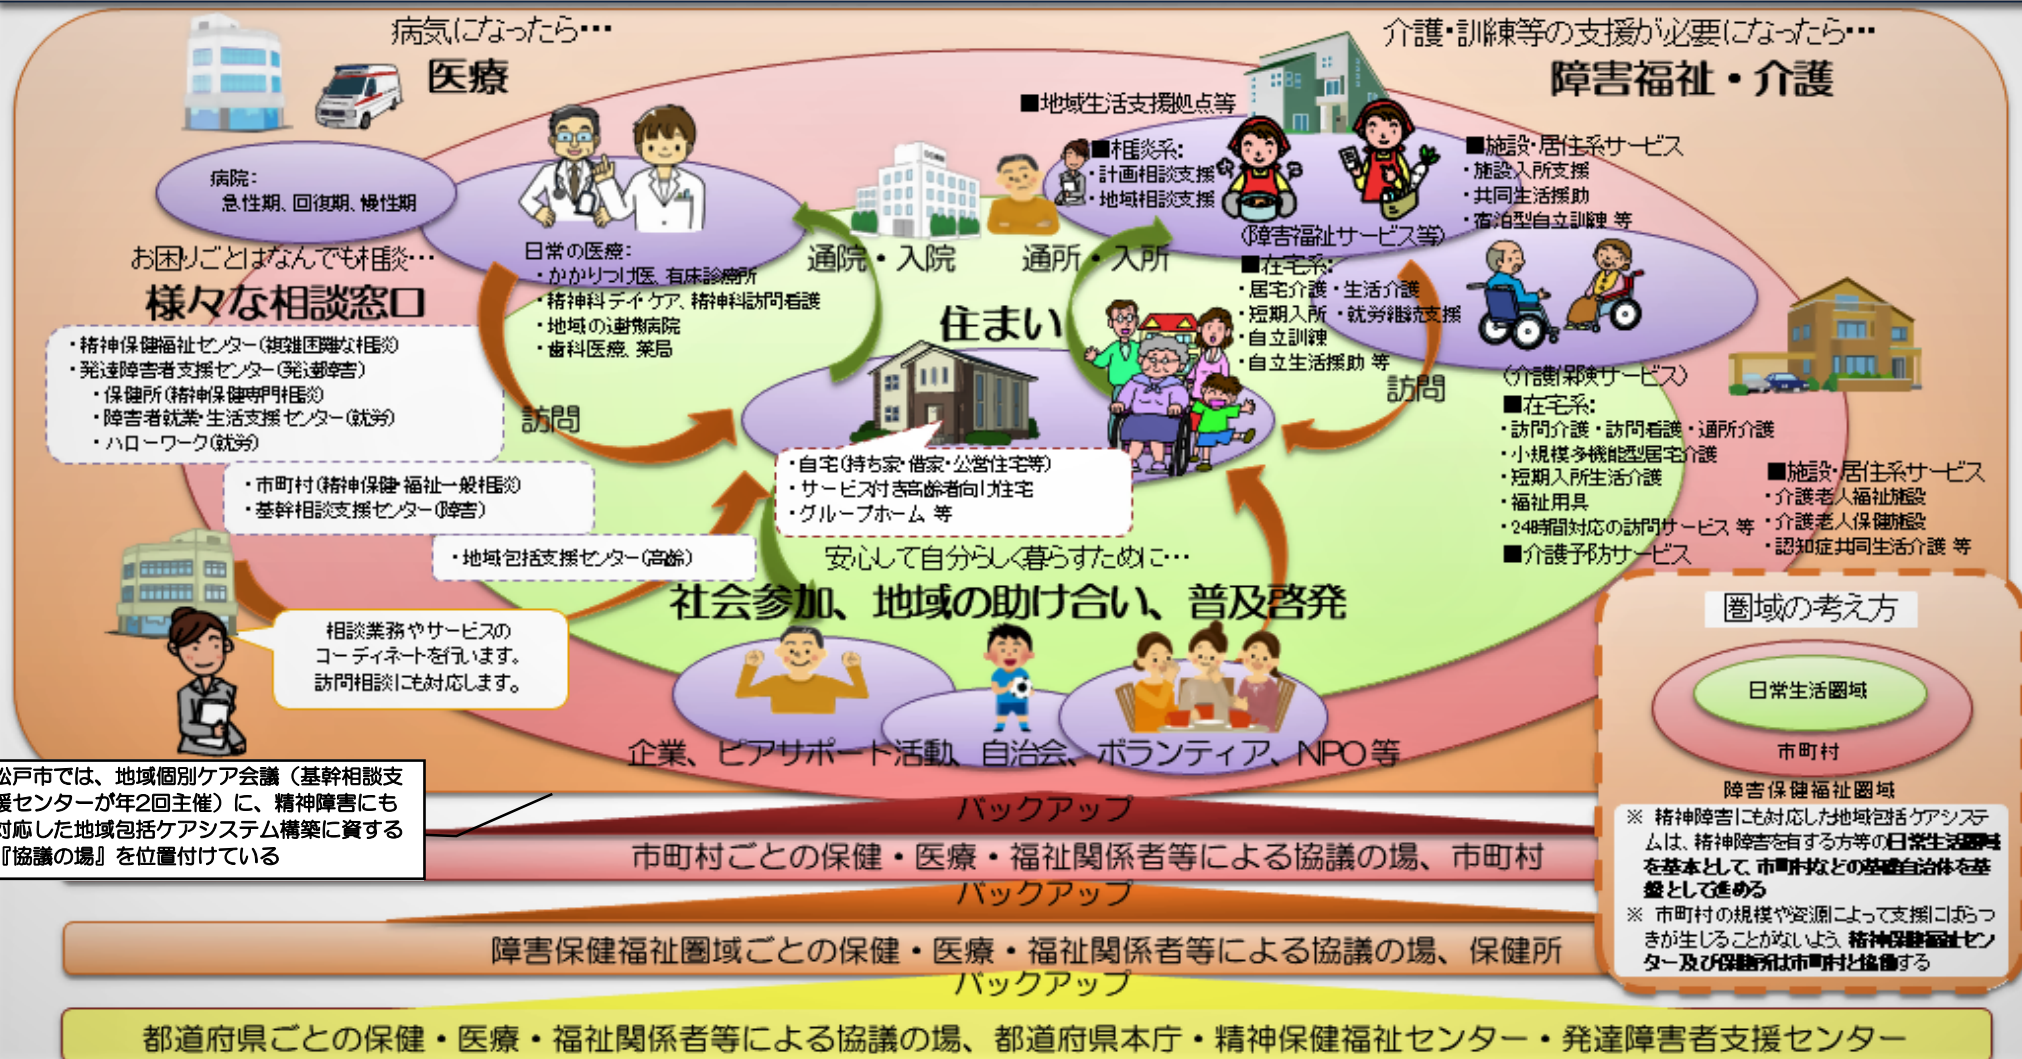 病気になったら…
医療
介護・訓練等の支援が必要になったら…
障害福祉・介護
病院：
急性期、回復期、慢性期
日常の医療：
・かかりつけ医、有床診療所
・精神科デイ・ケア、精神科訪問看護
・地域の連携病院
・歯科医療、薬局
通院・入院
通所・入所
■地域生活支援拠点等
■相談系：
・計画相談支援
・地域相談支援
■施設・居住系サービス
・施設入所支援
・共同生活援助
・宿泊型自立訓練 等
(障害福祉サービス等)
■在宅系：
・居宅介護・生活介護
・短期入所・就労継続支援
・自立訓練
・自立生活援助 等
お困りごとはなんでも相談…
様々な相談窓口
・精神保健福祉センター(複雑困難な相談)
・発達障害者支援センター(発達障害)
・保健所(精神保健専門相談)
・障害者就業・生活支援センター(就労)
・ハローワーク(就労)
・市町村(精神保健・福祉一般相談)
・基幹相談支援センター(障害)
・地域包括支援センター(高齢)
訪問
住まい
訪問
・自宅(持ち家・借家・公営住宅等)
・サービス付き高齢者向け住宅
・グループホーム 等
(介護保険サービス)
■在宅系：
・訪問介護・訪問看護・通所介護
・小規模多機能型居宅介護
・短期入所生活介護
・福祉用具
・24時間対応の訪問サービス 等
■介護予防サービス
■施設・居住系サービス
・介護老人福祉施設
・介護老人保健施設
・認知症共同生活介護 等
安心して自分らしく暮らすために…
社会参加、地域の助け合い、普及啓発
相談業務やサービスの
コーディネートを行います。
訪問相談にも対応します。
企業、ピアサポート活動、自治会、ボランティア、NPO等
圏域の考え方
日常生活圏域
市町村
障害保健福祉圏域
※ 精神障害にも対応した地域包括ケアシステ
ムは、精神障害を有する方等の日常生活圏域
を基本として、市町村などの基礎自治体を基
盤として進める
※ 市町村の規模や資源によって支援にばらつ
きが生じることがないよう、精神保健福祉セン
ター及び保健所は市町村と協働する
松戸市では、地域個別ケア会議（基幹相談支
援センターが年2回主催）に、精神障害にも
対応した地域包括ケアシステム構築に資する
『協議の場』を位置付けている
バックアップ
市町村ごとの保健・医療・福祉関係者等による協議の場、市町村
バックアップ
障害保健福祉圏域ごとの保健・医療・福祉関係者等による協議の場、保健所
バックアップ
都道府県ごとの保健・医療・福祉関係者等による協議の場、都道府県本庁・精神保健福祉センター・発達障害者支援センター